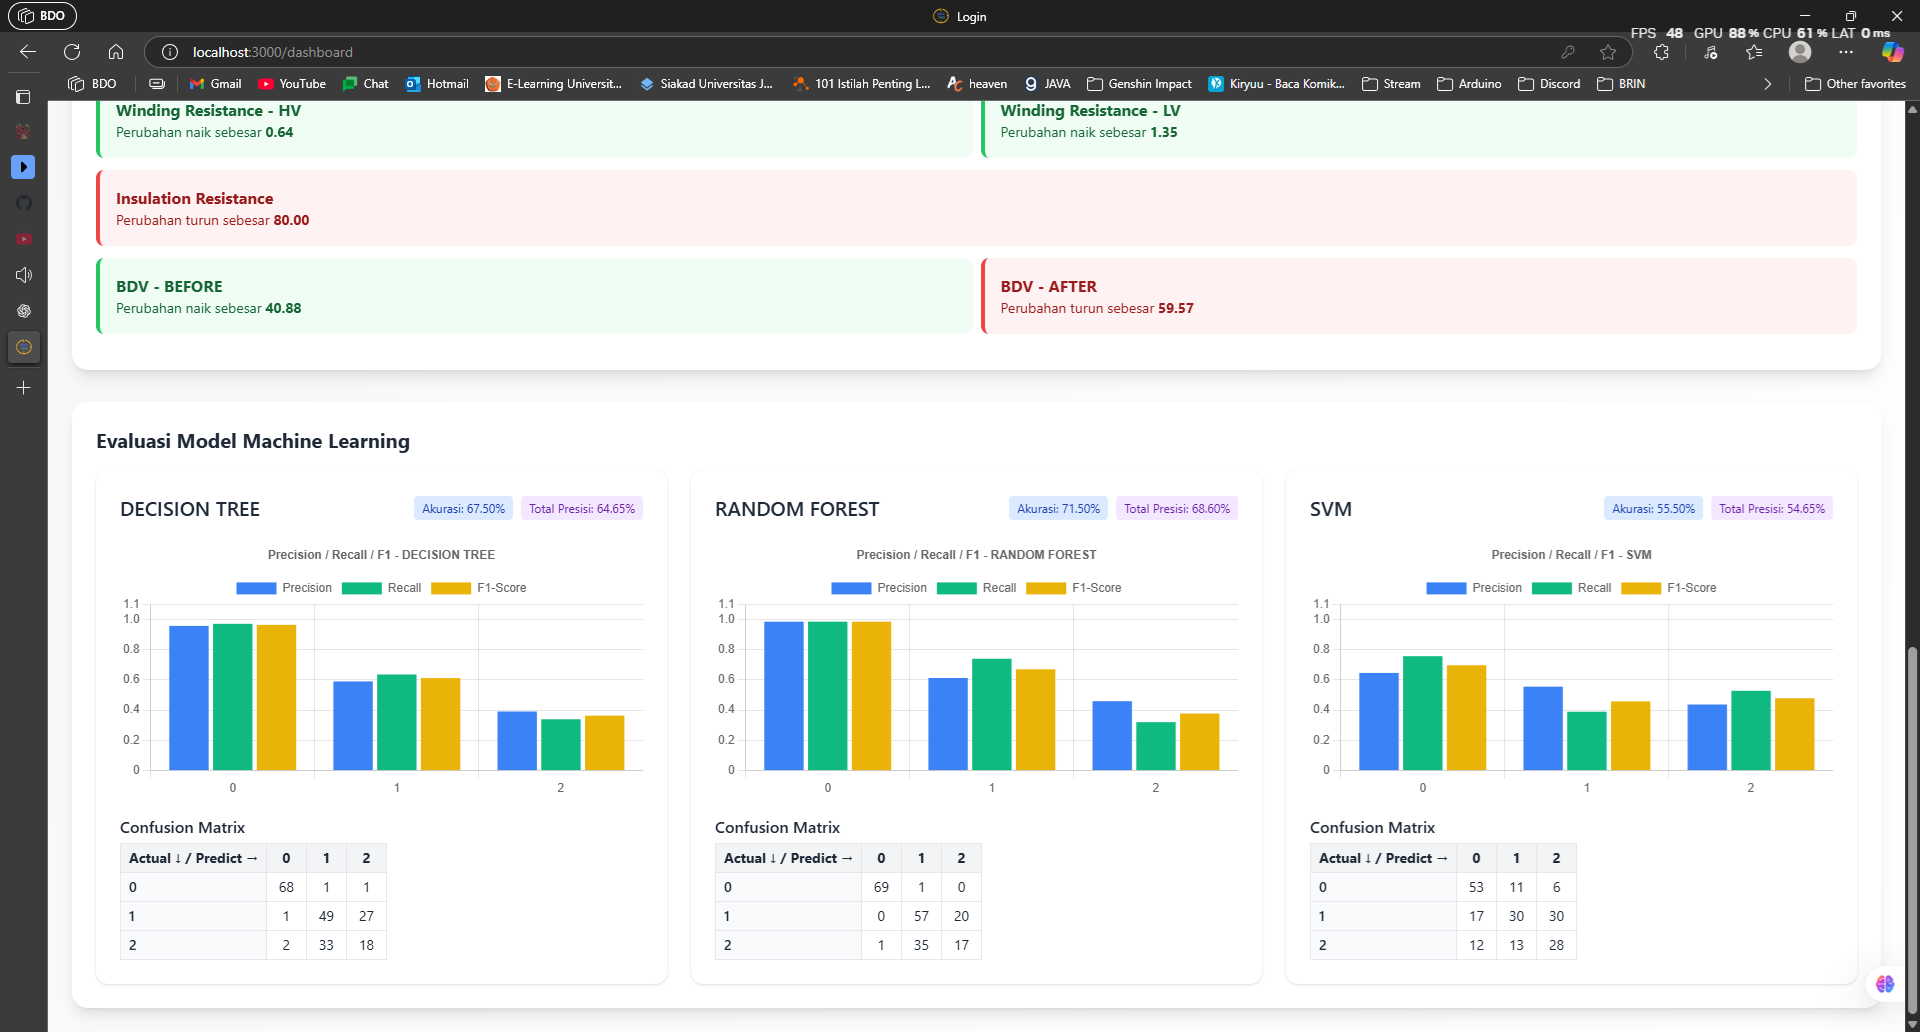 BDO
Login
FPS 48 GPU 88 % CPU 61 % LAT 0 ms
localhost:3000/dashboard
BDO
Gmail
YouTube
Chat
Hotmail
E-Learning Universit...
Siakad Universitas J...
101 Istilah Penting L...
heaven
JAVA
Genshin Impact
Kiryuu - Baca Komik...
Stream
Arduino
Discord
BRIN
Other favorites
Winding Resistance - HV
Perubahan naik sebesar 0.64
Winding Resistance - LV
Perubahan naik sebesar 1.35
Insulation Resistance
Perubahan turun sebesar 80.00
BDV - BEFORE
Perubahan naik sebesar 40.88
BDV - AFTER
Perubahan turun sebesar 59.57
Evaluasi Model Machine Learning
DECISION TREE
Akurasi: 67.50%
Total Presisi: 64.65%
Precision / Recall / F1 - DECISION TREE
Precision Recall F1-Score
1.1
1.0
0.8
0.6
0.4
0.2
0
0 1 2
Confusion Matrix
Actual ↓ / Predict → 0 1 2
0 68 1 1
1 1 49 27
2 2 33 18
RANDOM FOREST
Akurasi: 71.50%
Total Presisi: 68.60%
Precision / Recall / F1 - RANDOM FOREST
Precision Recall F1-Score
1.1
1.0
0.8
0.6
0.4
0.2
0
0 1 2
Confusion Matrix
Actual ↓ / Predict → 0 1 2
0 69 1 0
1 0 57 20
2 1 35 17
SVM
Akurasi: 55.50%
Total Presisi: 54.65%
Precision / Recall / F1 - SVM
Precision Recall F1-Score
1.1
1.0
0.8
0.6
0.4
0.2
0
0 1 2
Confusion Matrix
Actual ↓ / Predict → 0 1 2
0 53 11 6
1 17 30 30
2 12 13 28